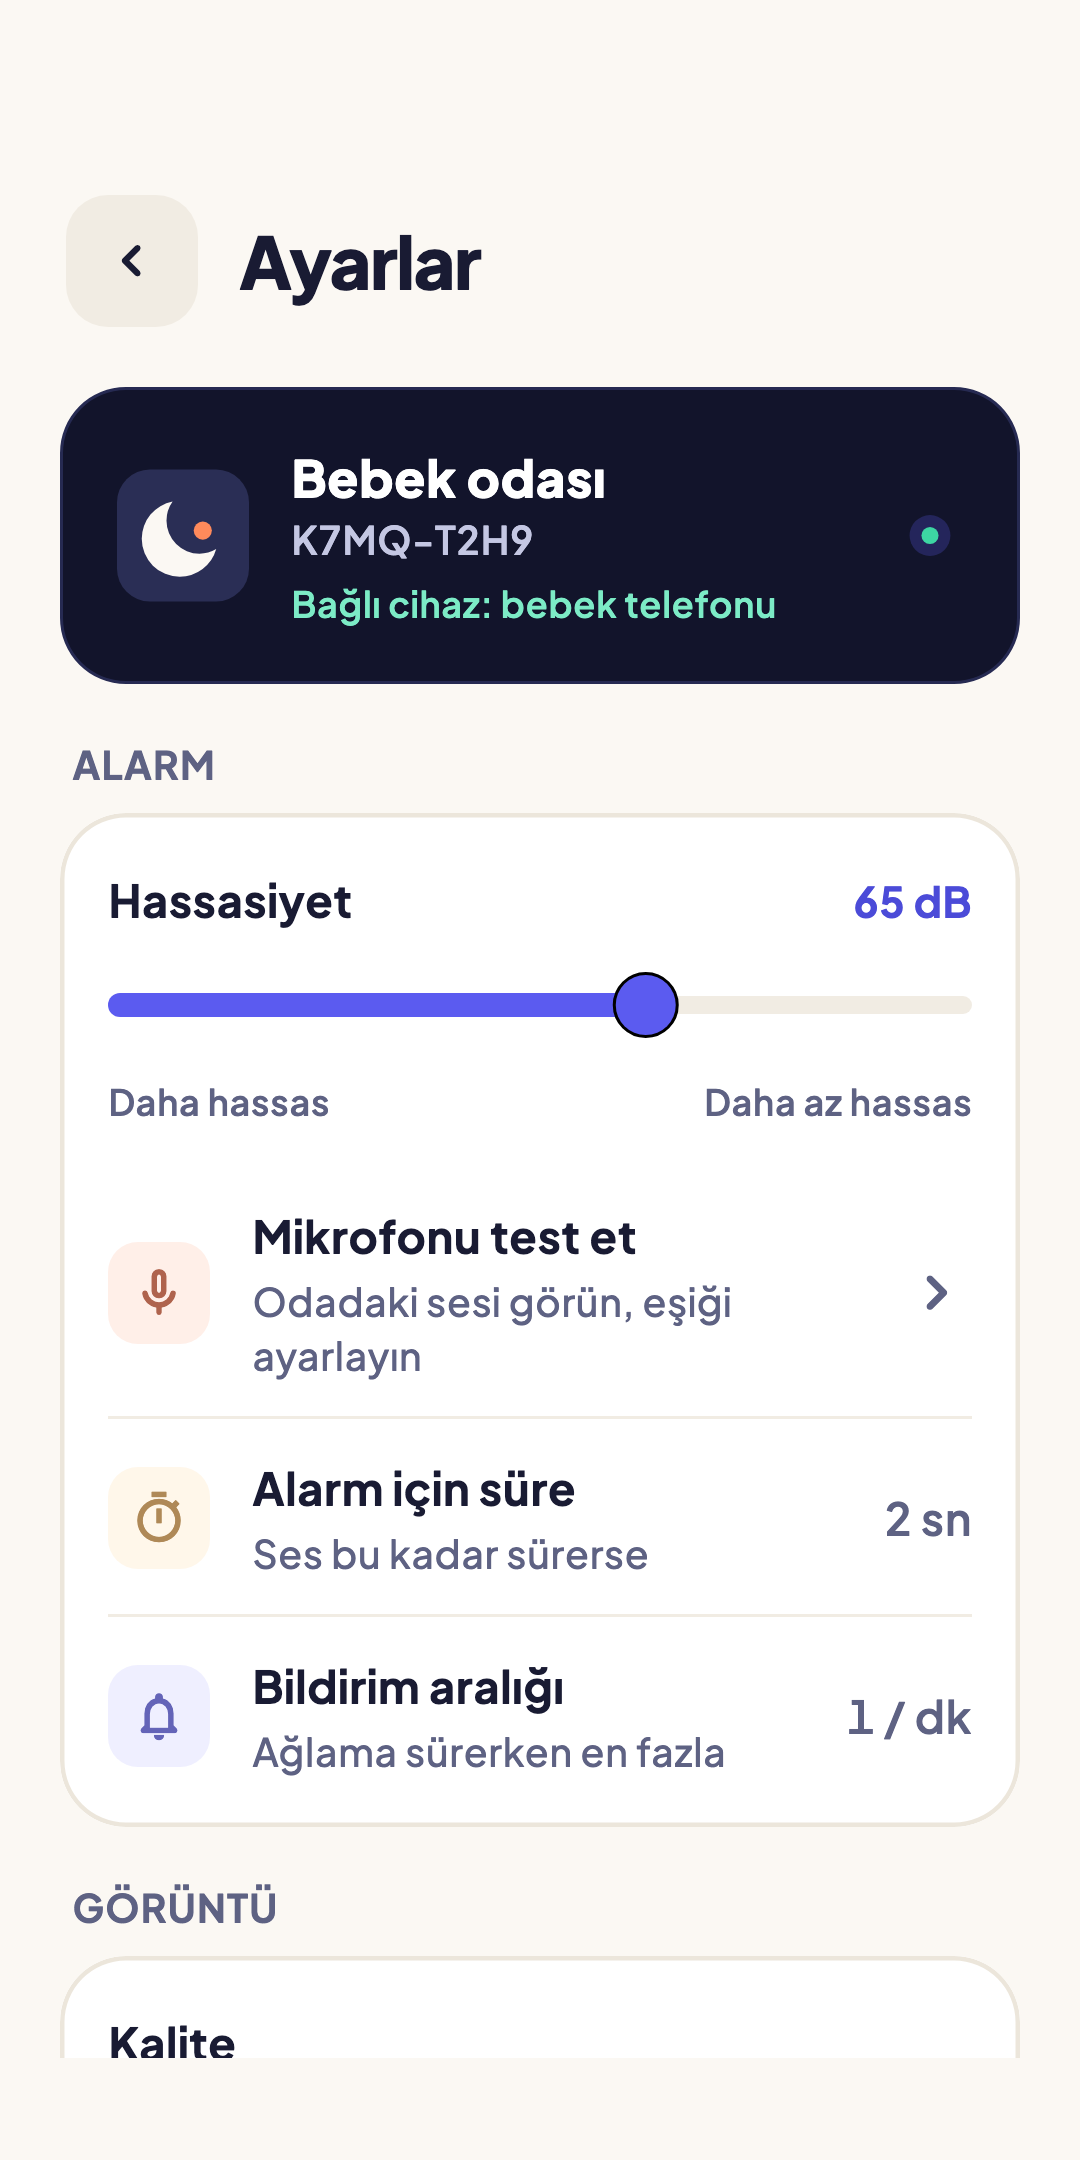 Ayarlar
Bebek odası
K7MQ-T2H9
Bağlı cihaz: bebek telefonu
ALARM
Hassasiyet
65 dB
Daha hassas
Daha az hassas
Mikrofonu test et
Odadaki sesi görün, eşiği
ayarlayın
Alarm için süre
Ses bu kadar sürerse
2 sn
Bildirim aralığı
Ağlama sürerken en fazla
1 / dk
GÖRÜNTÜ
Kalite